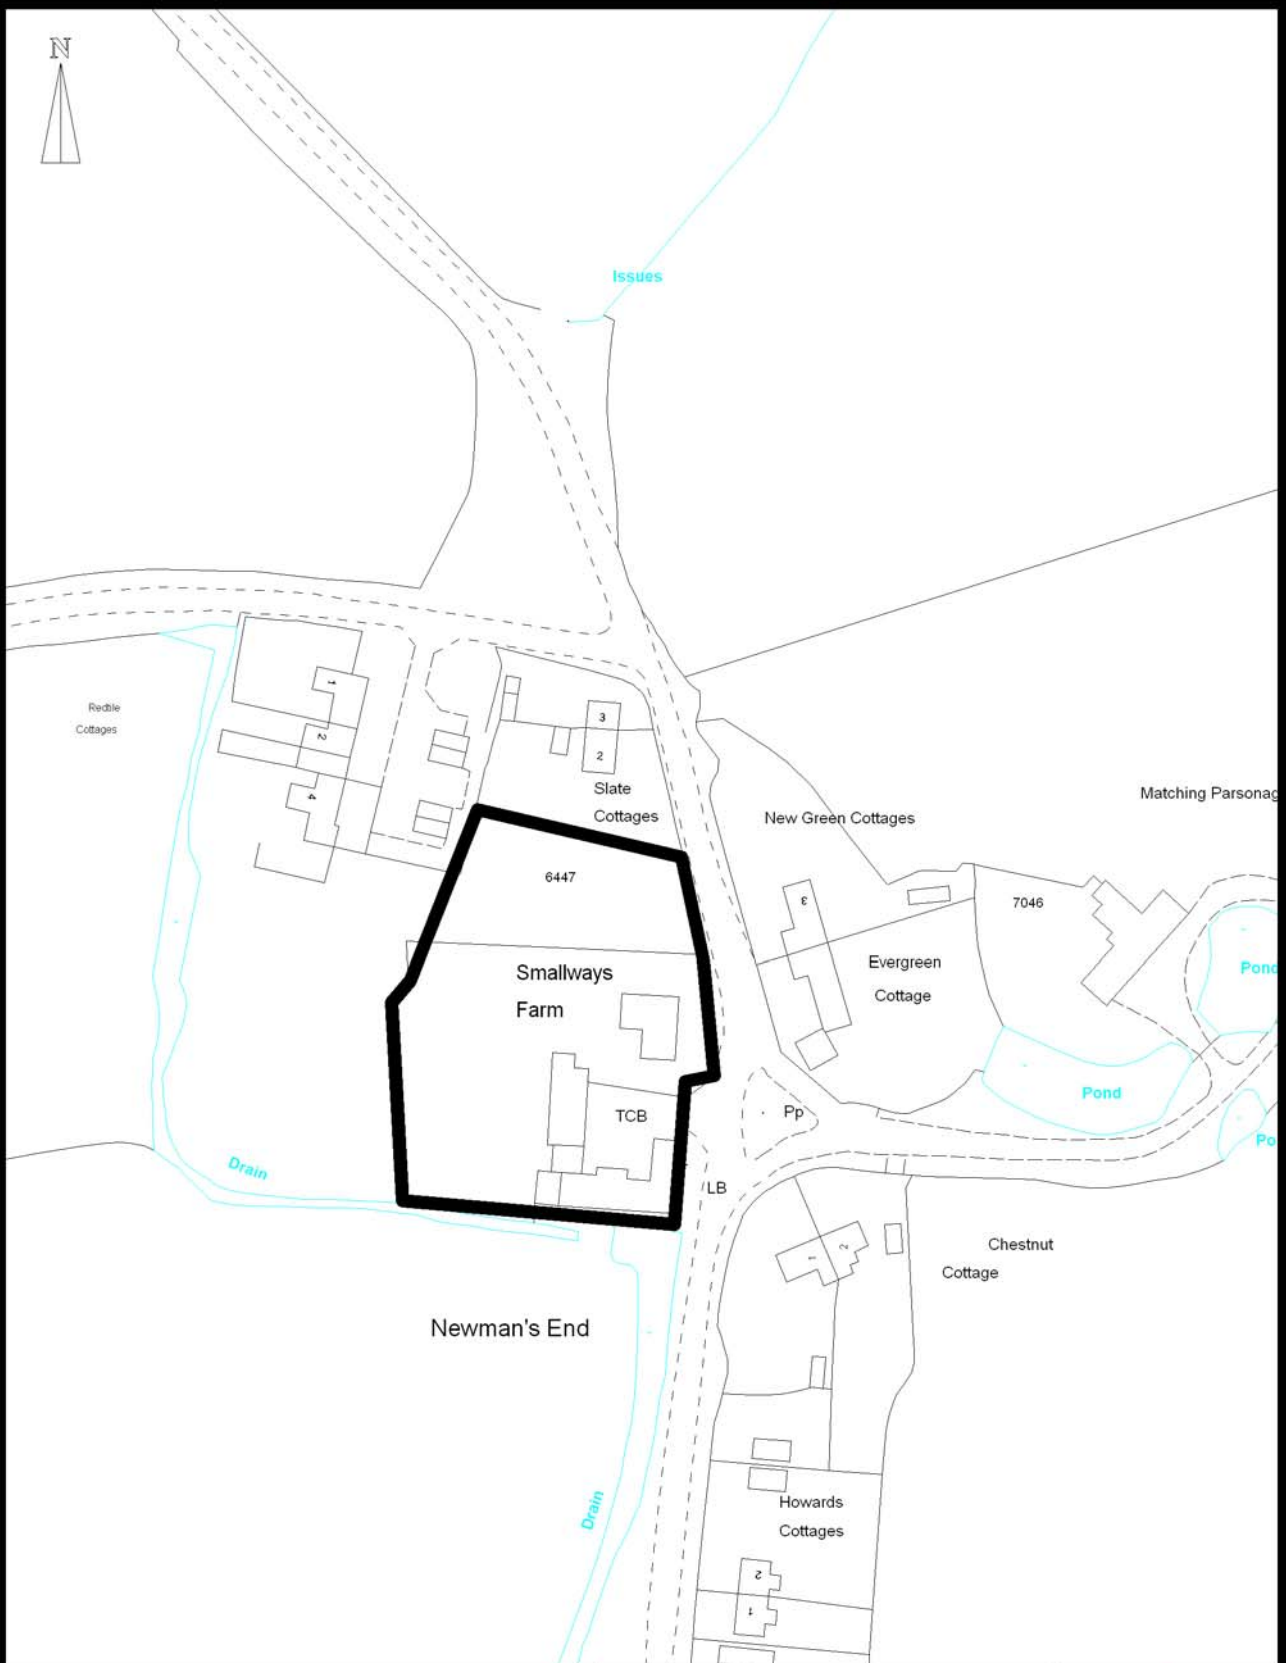 N
Issues
Redtile
Cottages
1
2
4
3
2
Slate
Cottages
Matching Parsonag
New Green Cottages
6447
3
7046
Evergreen
Cottage
Pond
Smallways
Farm
Pond
TCB
Pp
Po
Drain
LB
1
2
Chestnut
Cottage
Newman's End
Drain
Howards
Cottages
2
1